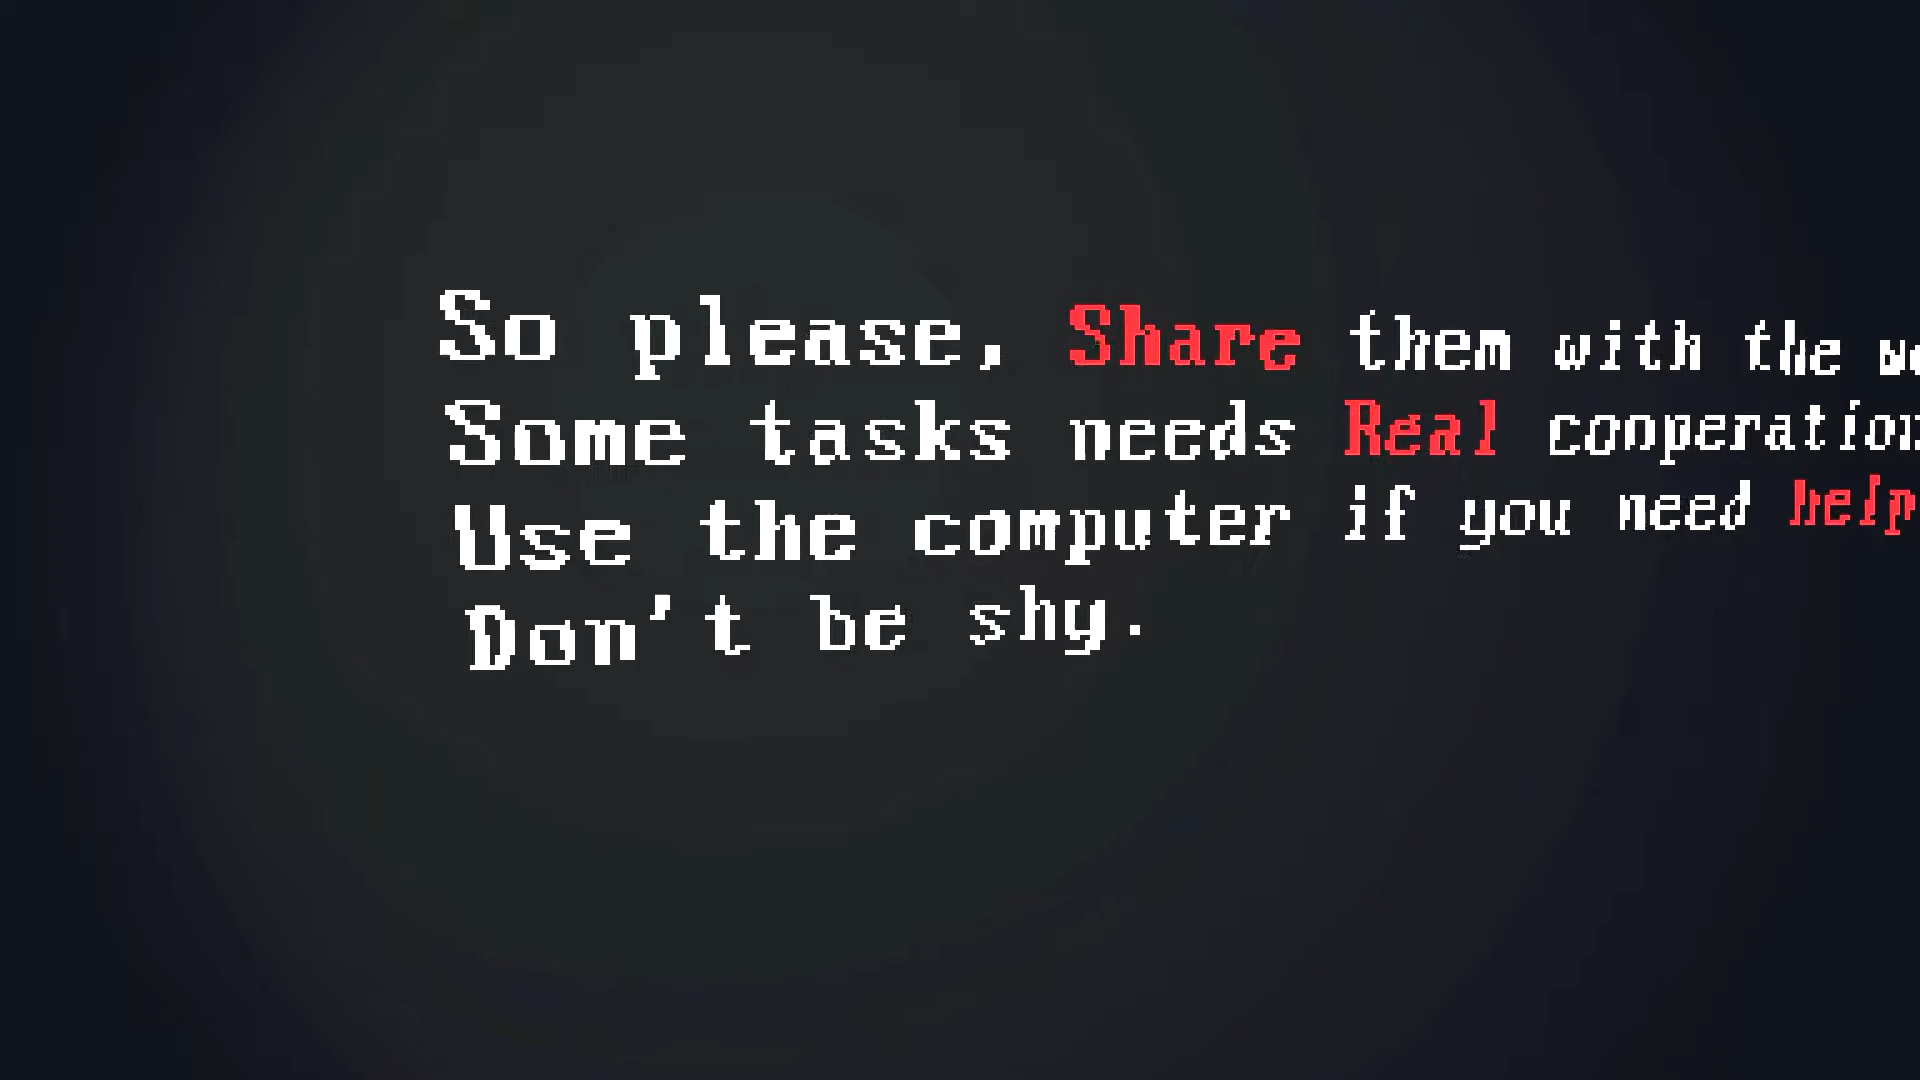 So please, Share them with the
Some tasks needs Real cooperation
Use the computer if you need help
Don't be shy.